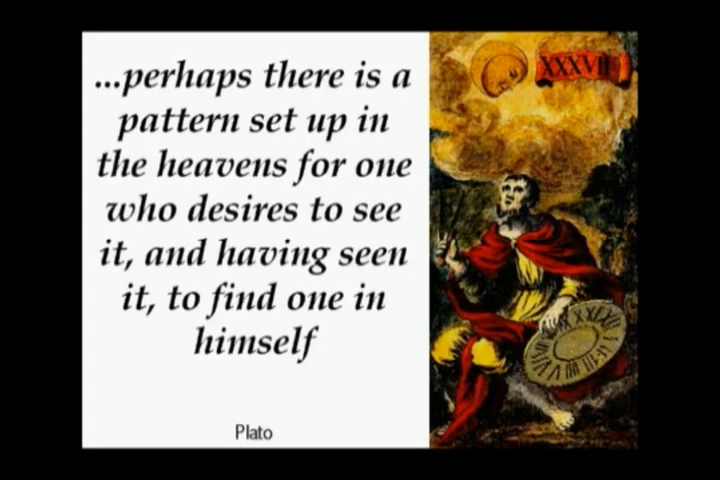 ...perhaps there is a
pattern set up in
the heavens for one
who desires to see
it, and having seen
it, to find one in
himself
Plato
XXXVII